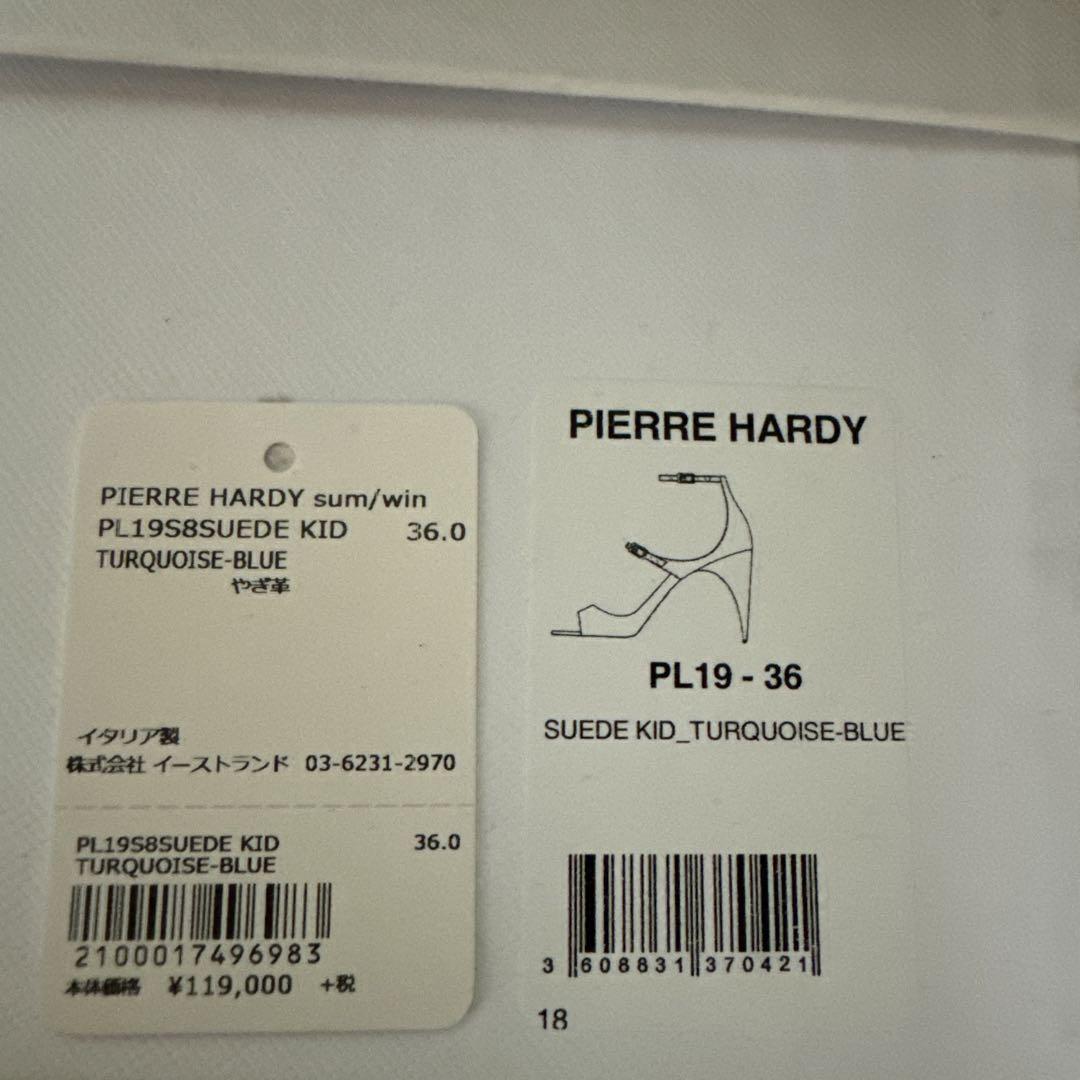 PIERRE HARDY sum/win
PL19S8SUEDE KID 36.0
TURQUOISE-BLUE
やぎ革
イタリア製
株式会社 イーストランド 03-6231-2970
PL19S8SUEDE KID 36.0
TURQUOISE-BLUE
2100017496983
本体価格 ¥119,000 +税
PIERRE HARDY
PL19 - 36
SUEDE KID_TURQUOISE-BLUE
3 608831 370421
18